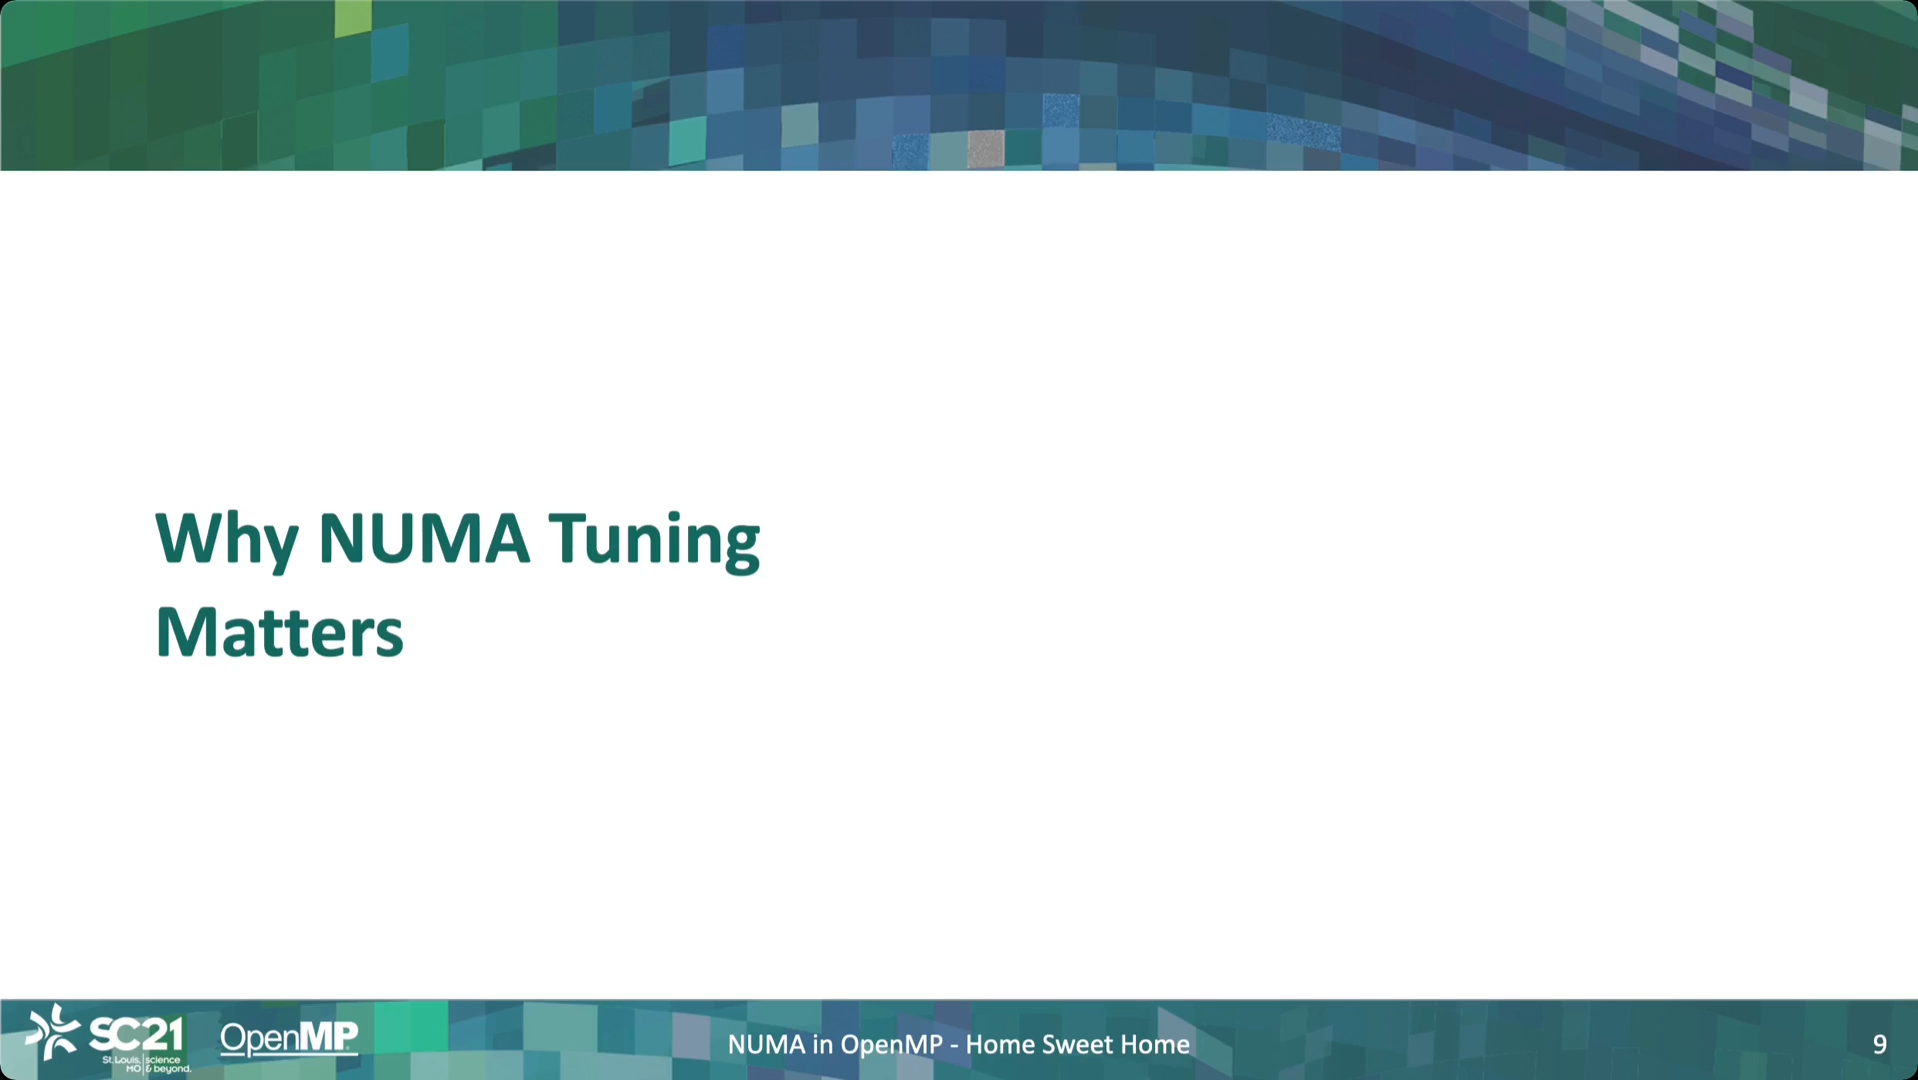 Why NUMA Tuning
Matters
SC21
St. Louis, science
MO & beyond.
OpenMP
NUMA in OpenMP - Home Sweet Home
9